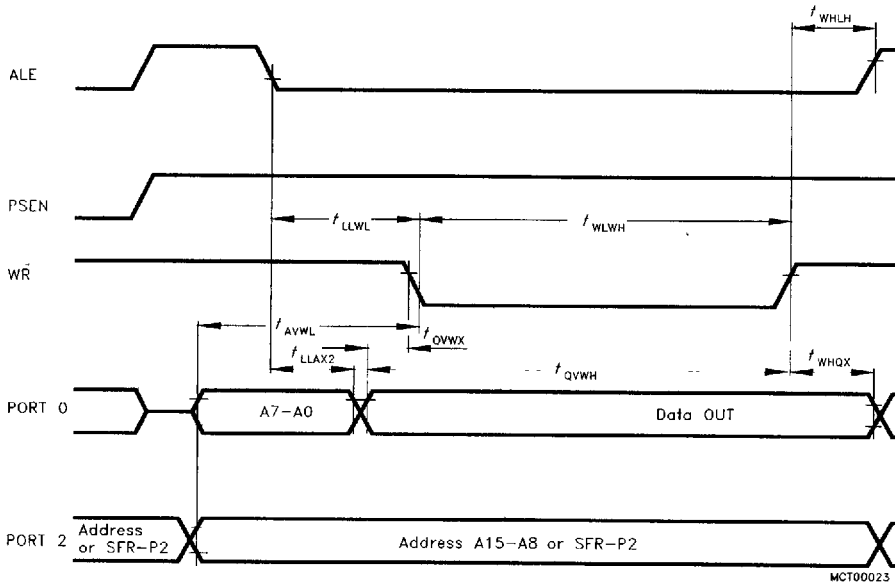 t WHLH
ALE
PSEN
t LLWL
t WLWH
WR
t AVWL
t QVWX
t LLAX2
t QVWH
t WHQX
PORT 0
A7-A0
Data OUT
PORT 2
Address
or SFR-P2
Address A15-A8 or SFR-P2
MCT00023